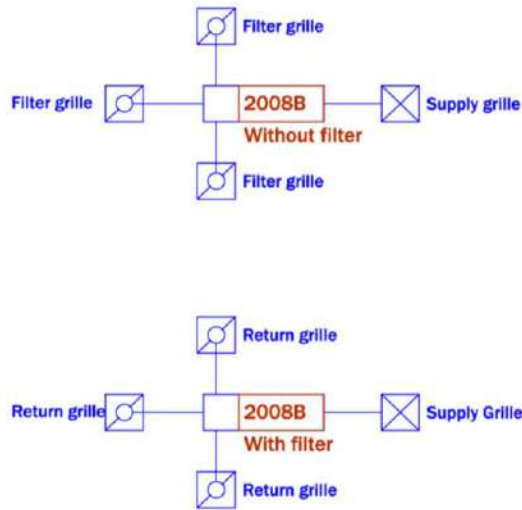 Filter grille
Filter grille
2008B
Supply grille
Without filter
Filter grille
Return grille
Return grille
2008B
Supply Grille
With filter
Return grille